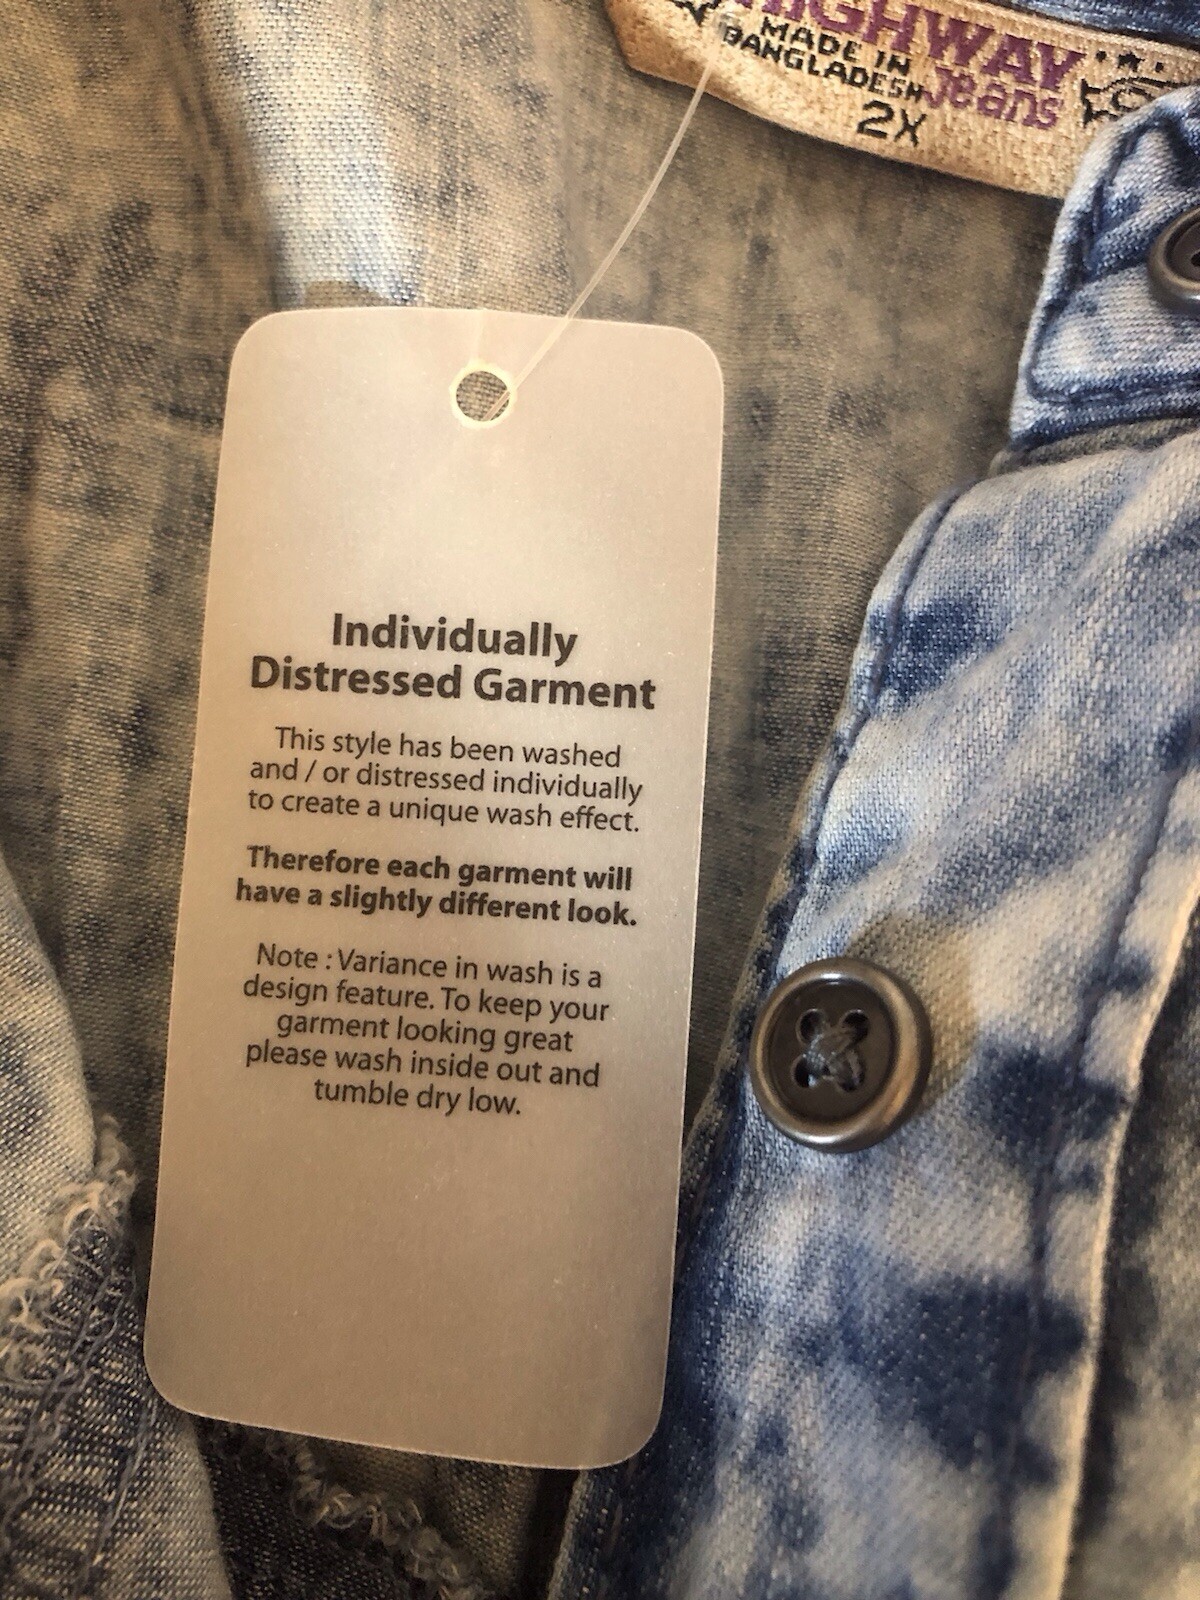 HIGHWAY
MADE IN
BANGLADESH
Jeans
2X
Individually
Distressed Garment
This style has been washed
and / or distressed individually
to create a unique wash effect.
Therefore each garment will
have a slightly different look.
Note : Variance in wash is a
design feature. To keep your
garment looking great
please wash inside out and
tumble dry low.